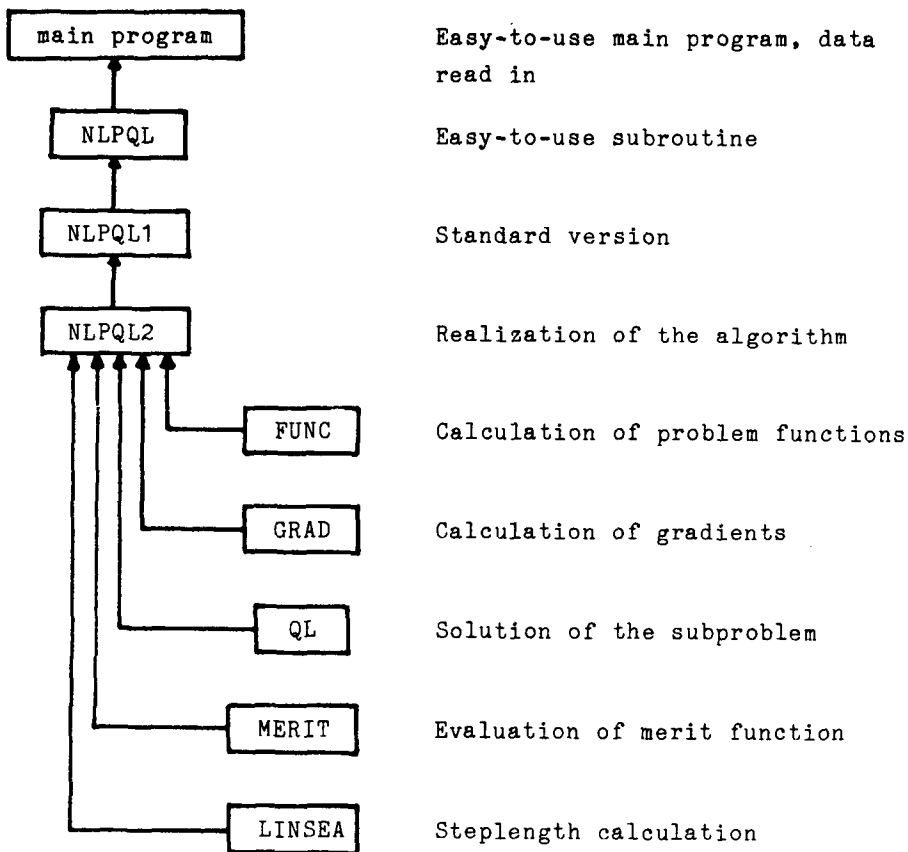 main program
Easy-to-use main program, data
read in
NLPQL
Easy-to-use subroutine
NLPQL1
Standard version
NLPQL2
Realization of the algorithm
FUNC
Calculation of problem functions
GRAD
Calculation of gradients
QL
Solution of the subproblem
MERIT
Evaluation of merit function
LINSEA
Steplength calculation